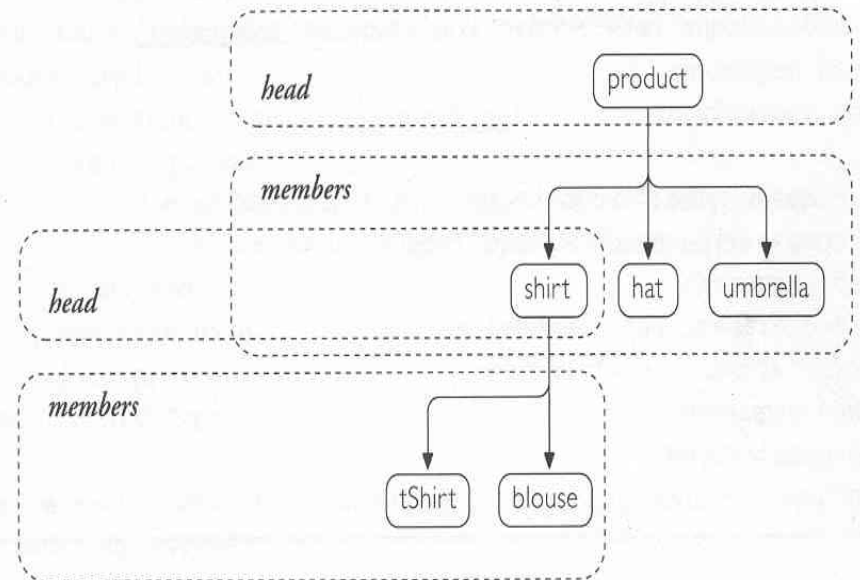 head
product
members
head
shirt
hat
umbrella
members
tShirt
blouse